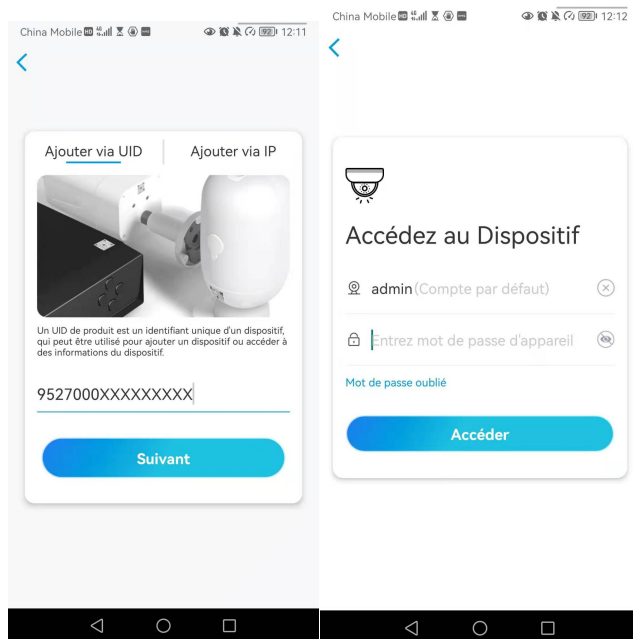 China Mobile HD 12:11
Ajouter via UID
Ajouter via IP
Un UID de produit est un identifiant unique d'un dispositif,
qui peut être utilisé pour ajouter un dispositif ou accéder à
des informations du dispositif.
9527000XXXXXXXXX
Suivant
China Mobile HD 92 12:12
Accédez au Dispositif
admin (Compte par défaut)
Entrez mot de passe d'appareil
Mot de passe oublié
Accéder